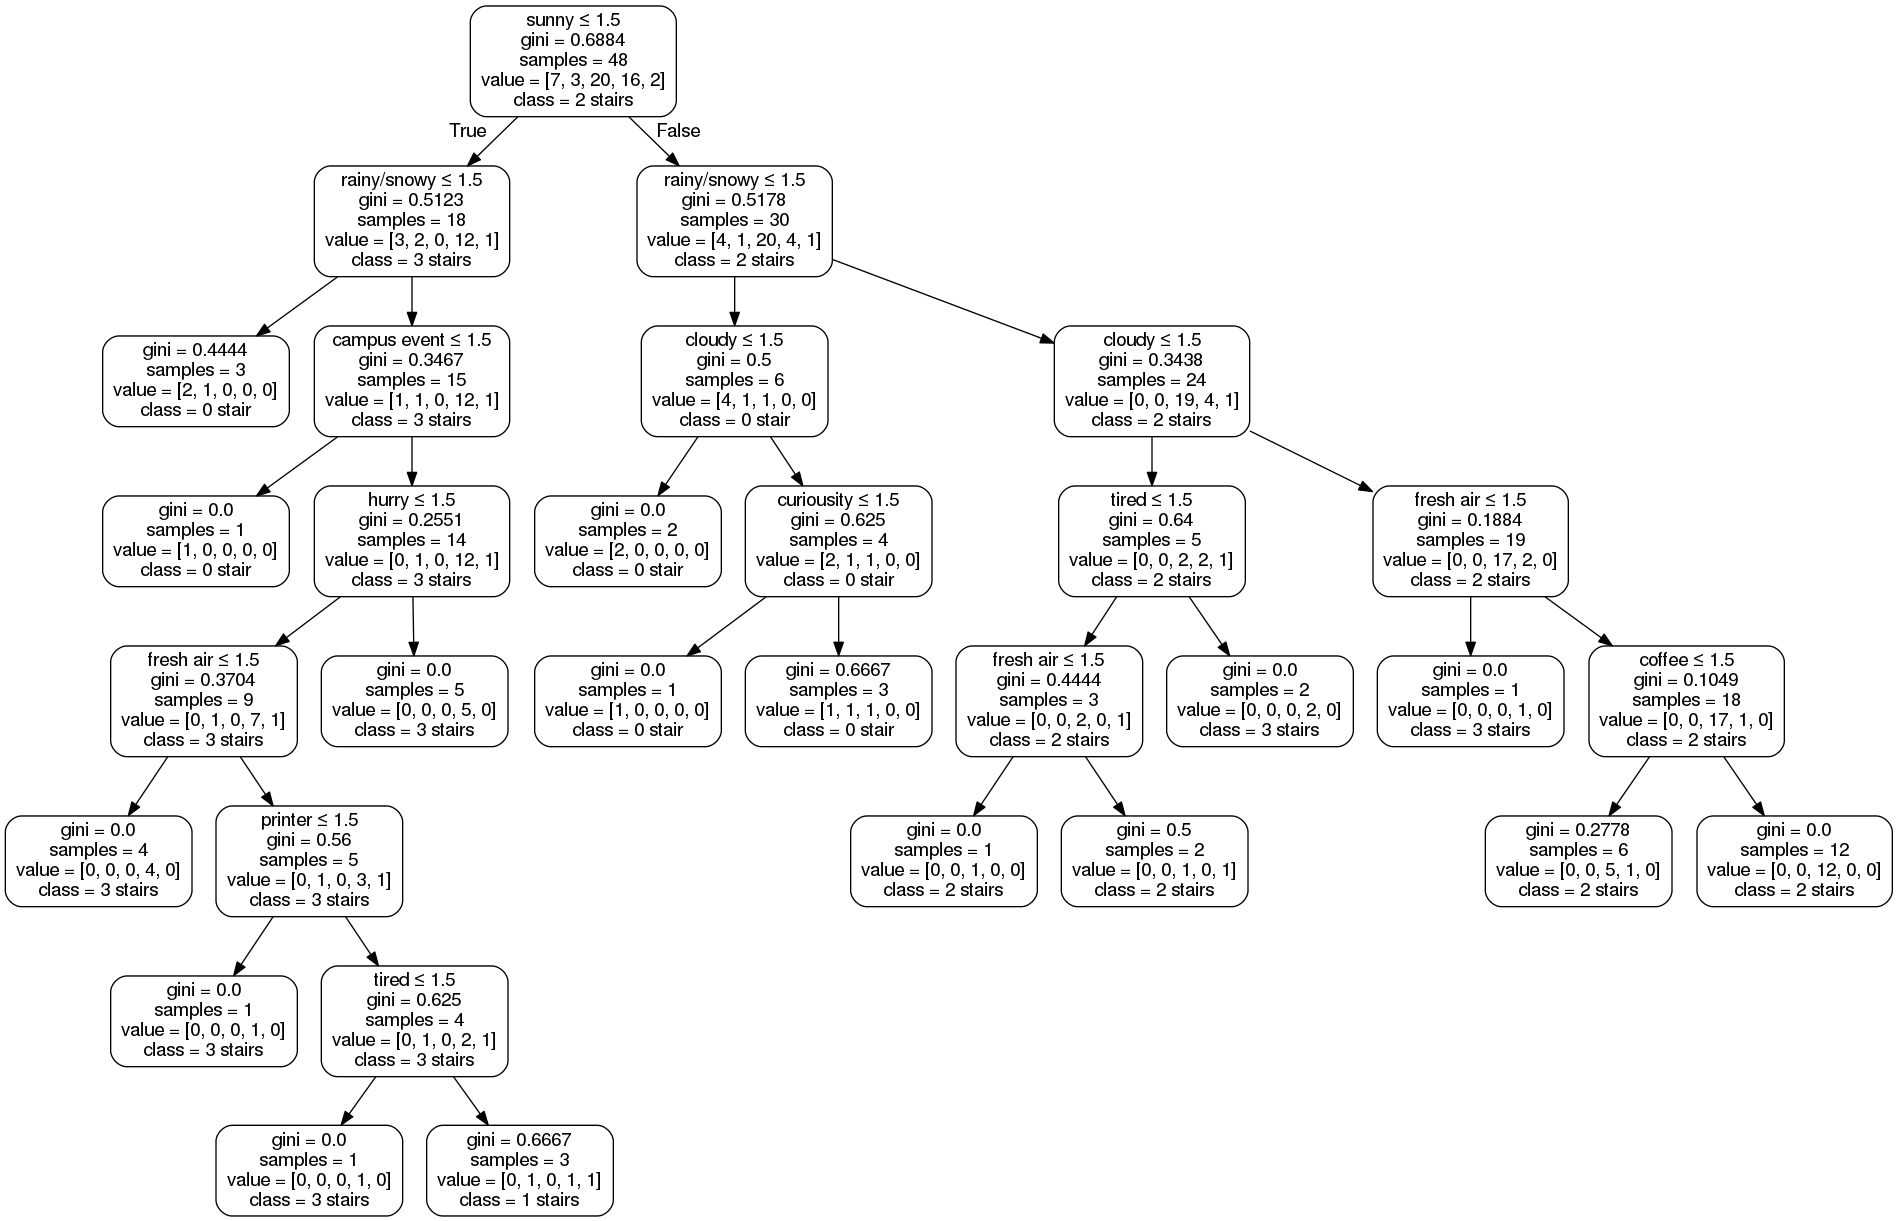 sunny ≤ 1.5
gini = 0.6884
samples = 48
value = [7, 3, 20, 16, 2]
class = 2 stairs
True
False
rainy/snowy ≤ 1.5
gini = 0.5123
samples = 18
value = [3, 2, 0, 12, 1]
class = 3 stairs
rainy/snowy ≤ 1.5
gini = 0.5178
samples = 30
value = [4, 1, 20, 4, 1]
class = 2 stairs
gini = 0.4444
samples = 3
value = [2, 1, 0, 0, 0]
class = 0 stair
campus event ≤ 1.5
gini = 0.3467
samples = 15
value = [1, 1, 0, 12, 1]
class = 3 stairs
cloudy ≤ 1.5
gini = 0.5
samples = 6
value = [4, 1, 1, 0, 0]
class = 0 stair
cloudy ≤ 1.5
gini = 0.3438
samples = 24
value = [0, 0, 19, 4, 1]
class = 2 stairs
gini = 0.0
samples = 1
value = [1, 0, 0, 0, 0]
class = 0 stair
hurry ≤ 1.5
gini = 0.2551
samples = 14
value = [0, 1, 0, 12, 1]
class = 3 stairs
gini = 0.0
samples = 2
value = [2, 0, 0, 0, 0]
class = 0 stair
curiousity ≤ 1.5
gini = 0.625
samples = 4
value = [2, 1, 1, 0, 0]
class = 0 stair
tired ≤ 1.5
gini = 0.64
samples = 5
value = [0, 0, 2, 2, 1]
class = 2 stairs
fresh air ≤ 1.5
gini = 0.1884
samples = 19
value = [0, 0, 17, 2, 0]
class = 2 stairs
fresh air ≤ 1.5
gini = 0.3704
samples = 9
value = [0, 1, 0, 7, 1]
class = 3 stairs
gini = 0.0
samples = 5
value = [0, 0, 0, 5, 0]
class = 3 stairs
gini = 0.0
samples = 1
value = [1, 0, 0, 0, 0]
class = 0 stair
gini = 0.6667
samples = 3
value = [1, 1, 1, 0, 0]
class = 0 stair
fresh air ≤ 1.5
gini = 0.4444
samples = 3
value = [0, 0, 2, 0, 1]
class = 2 stairs
gini = 0.0
samples = 2
value = [0, 0, 0, 2, 0]
class = 3 stairs
gini = 0.0
samples = 1
value = [0, 0, 0, 1, 0]
class = 3 stairs
coffee ≤ 1.5
gini = 0.1049
samples = 18
value = [0, 0, 17, 1, 0]
class = 2 stairs
gini = 0.0
samples = 4
value = [0, 0, 0, 4, 0]
class = 3 stairs
printer ≤ 1.5
gini = 0.56
samples = 5
value = [0, 1, 0, 3, 1]
class = 3 stairs
gini = 0.0
samples = 1
value = [0, 0, 1, 0, 0]
class = 2 stairs
gini = 0.5
samples = 2
value = [0, 0, 1, 0, 1]
class = 2 stairs
gini = 0.2778
samples = 6
value = [0, 0, 5, 1, 0]
class = 2 stairs
gini = 0.0
samples = 12
value = [0, 0, 12, 0, 0]
class = 2 stairs
gini = 0.0
samples = 1
value = [0, 0, 0, 1, 0]
class = 3 stairs
tired ≤ 1.5
gini = 0.625
samples = 4
value = [0, 1, 0, 2, 1]
class = 3 stairs
gini = 0.0
samples = 1
value = [0, 0, 0, 1, 0]
class = 3 stairs
gini = 0.6667
samples = 3
value = [0, 1, 0, 1, 1]
class = 1 stairs